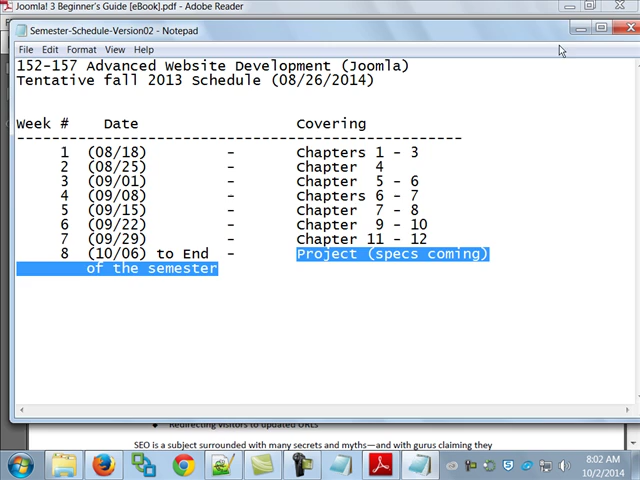 Joomla! 3 Beginner's Guide [eBook].pdf - Adobe Reader
Semester-Schedule-Version02 - Notepad
File Edit Format View Help
152-157 Advanced Website Development (Joomla)
Tentative fall 2013 Schedule (08/26/2014)
Week # Date Covering
---------------------------------------------------------------
1 (08/18) - Chapters 1 - 3
2 (08/25) - Chapter 4
3 (09/01) - Chapter 5 - 6
4 (09/08) - Chapters 6 - 7
5 (09/15) - Chapter 7 - 8
6 (09/22) - Chapter 9 - 10
7 (09/29) - Chapter 11 - 12
8 (10/06) to End - Project (specs coming)
of the semester
Redirecting visitors to updated URLs
SEO is a subject surrounded with many secrets and myths—and with gurus claiming they
8:02 AM
10/2/2014